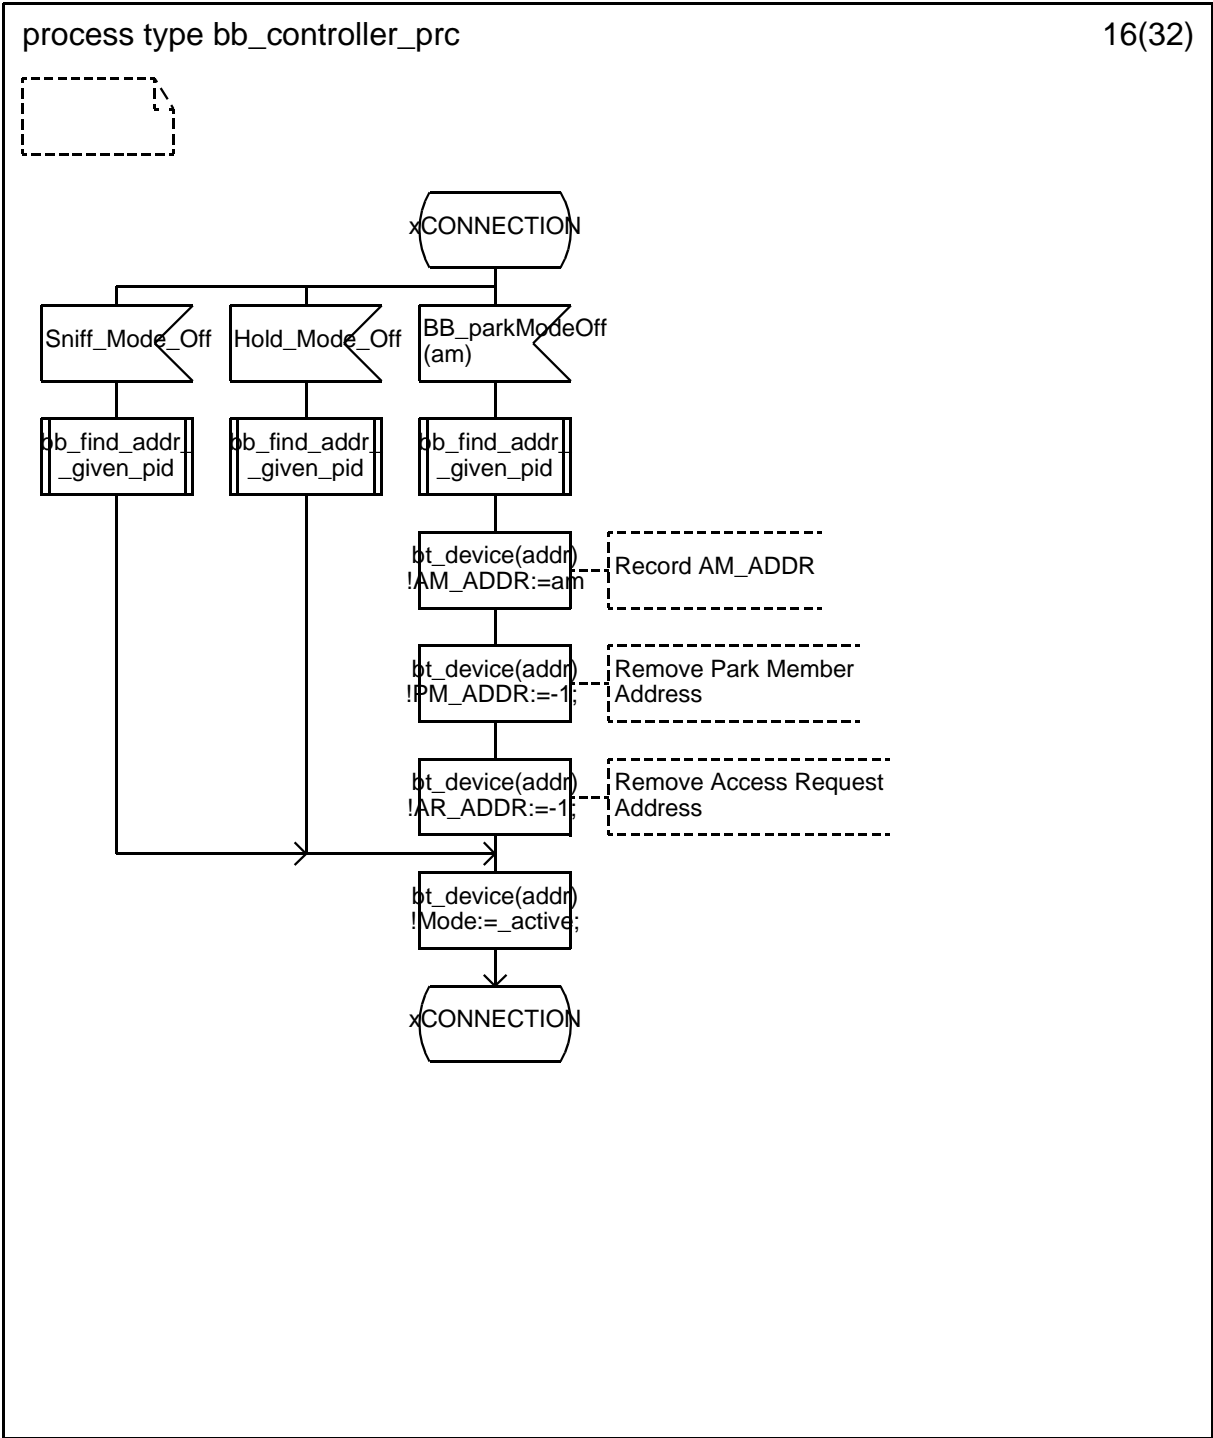 process type bb_controller_prc
16(32)
xCONNECTION
Sniff_Mode_Off
Hold_Mode_Off
BB_parkModeOff
(am)
bb_find_addr_
_given_pid
bb_find_addr_
_given_pid
bb_find_addr_
_given_pid
bt_device(addr)
!AM_ADDR:=am
Record AM_ADDR
bt_device(addr)
!PM_ADDR:=-1;
Remove Park Member
Address
bt_device(addr)
!AR_ADDR:=-1;
Remove Access Request
Address
bt_device(addr)
!Mode:=_active;
xCONNECTION